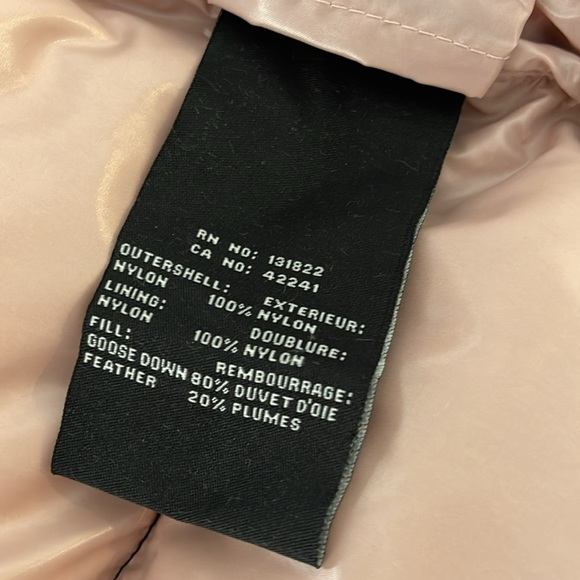 RN NO: 131822
CA NO: 42241
OUTERSHELL: EXTERIEUR:
NYLON 100% NYLON
LINING: DOUBLURE:
NYLON 100% NYLON
FILL: REMBOURRAGE:
GOOSE DOWN 80% DUVET D'OIE
FEATHER 20% PLUMES